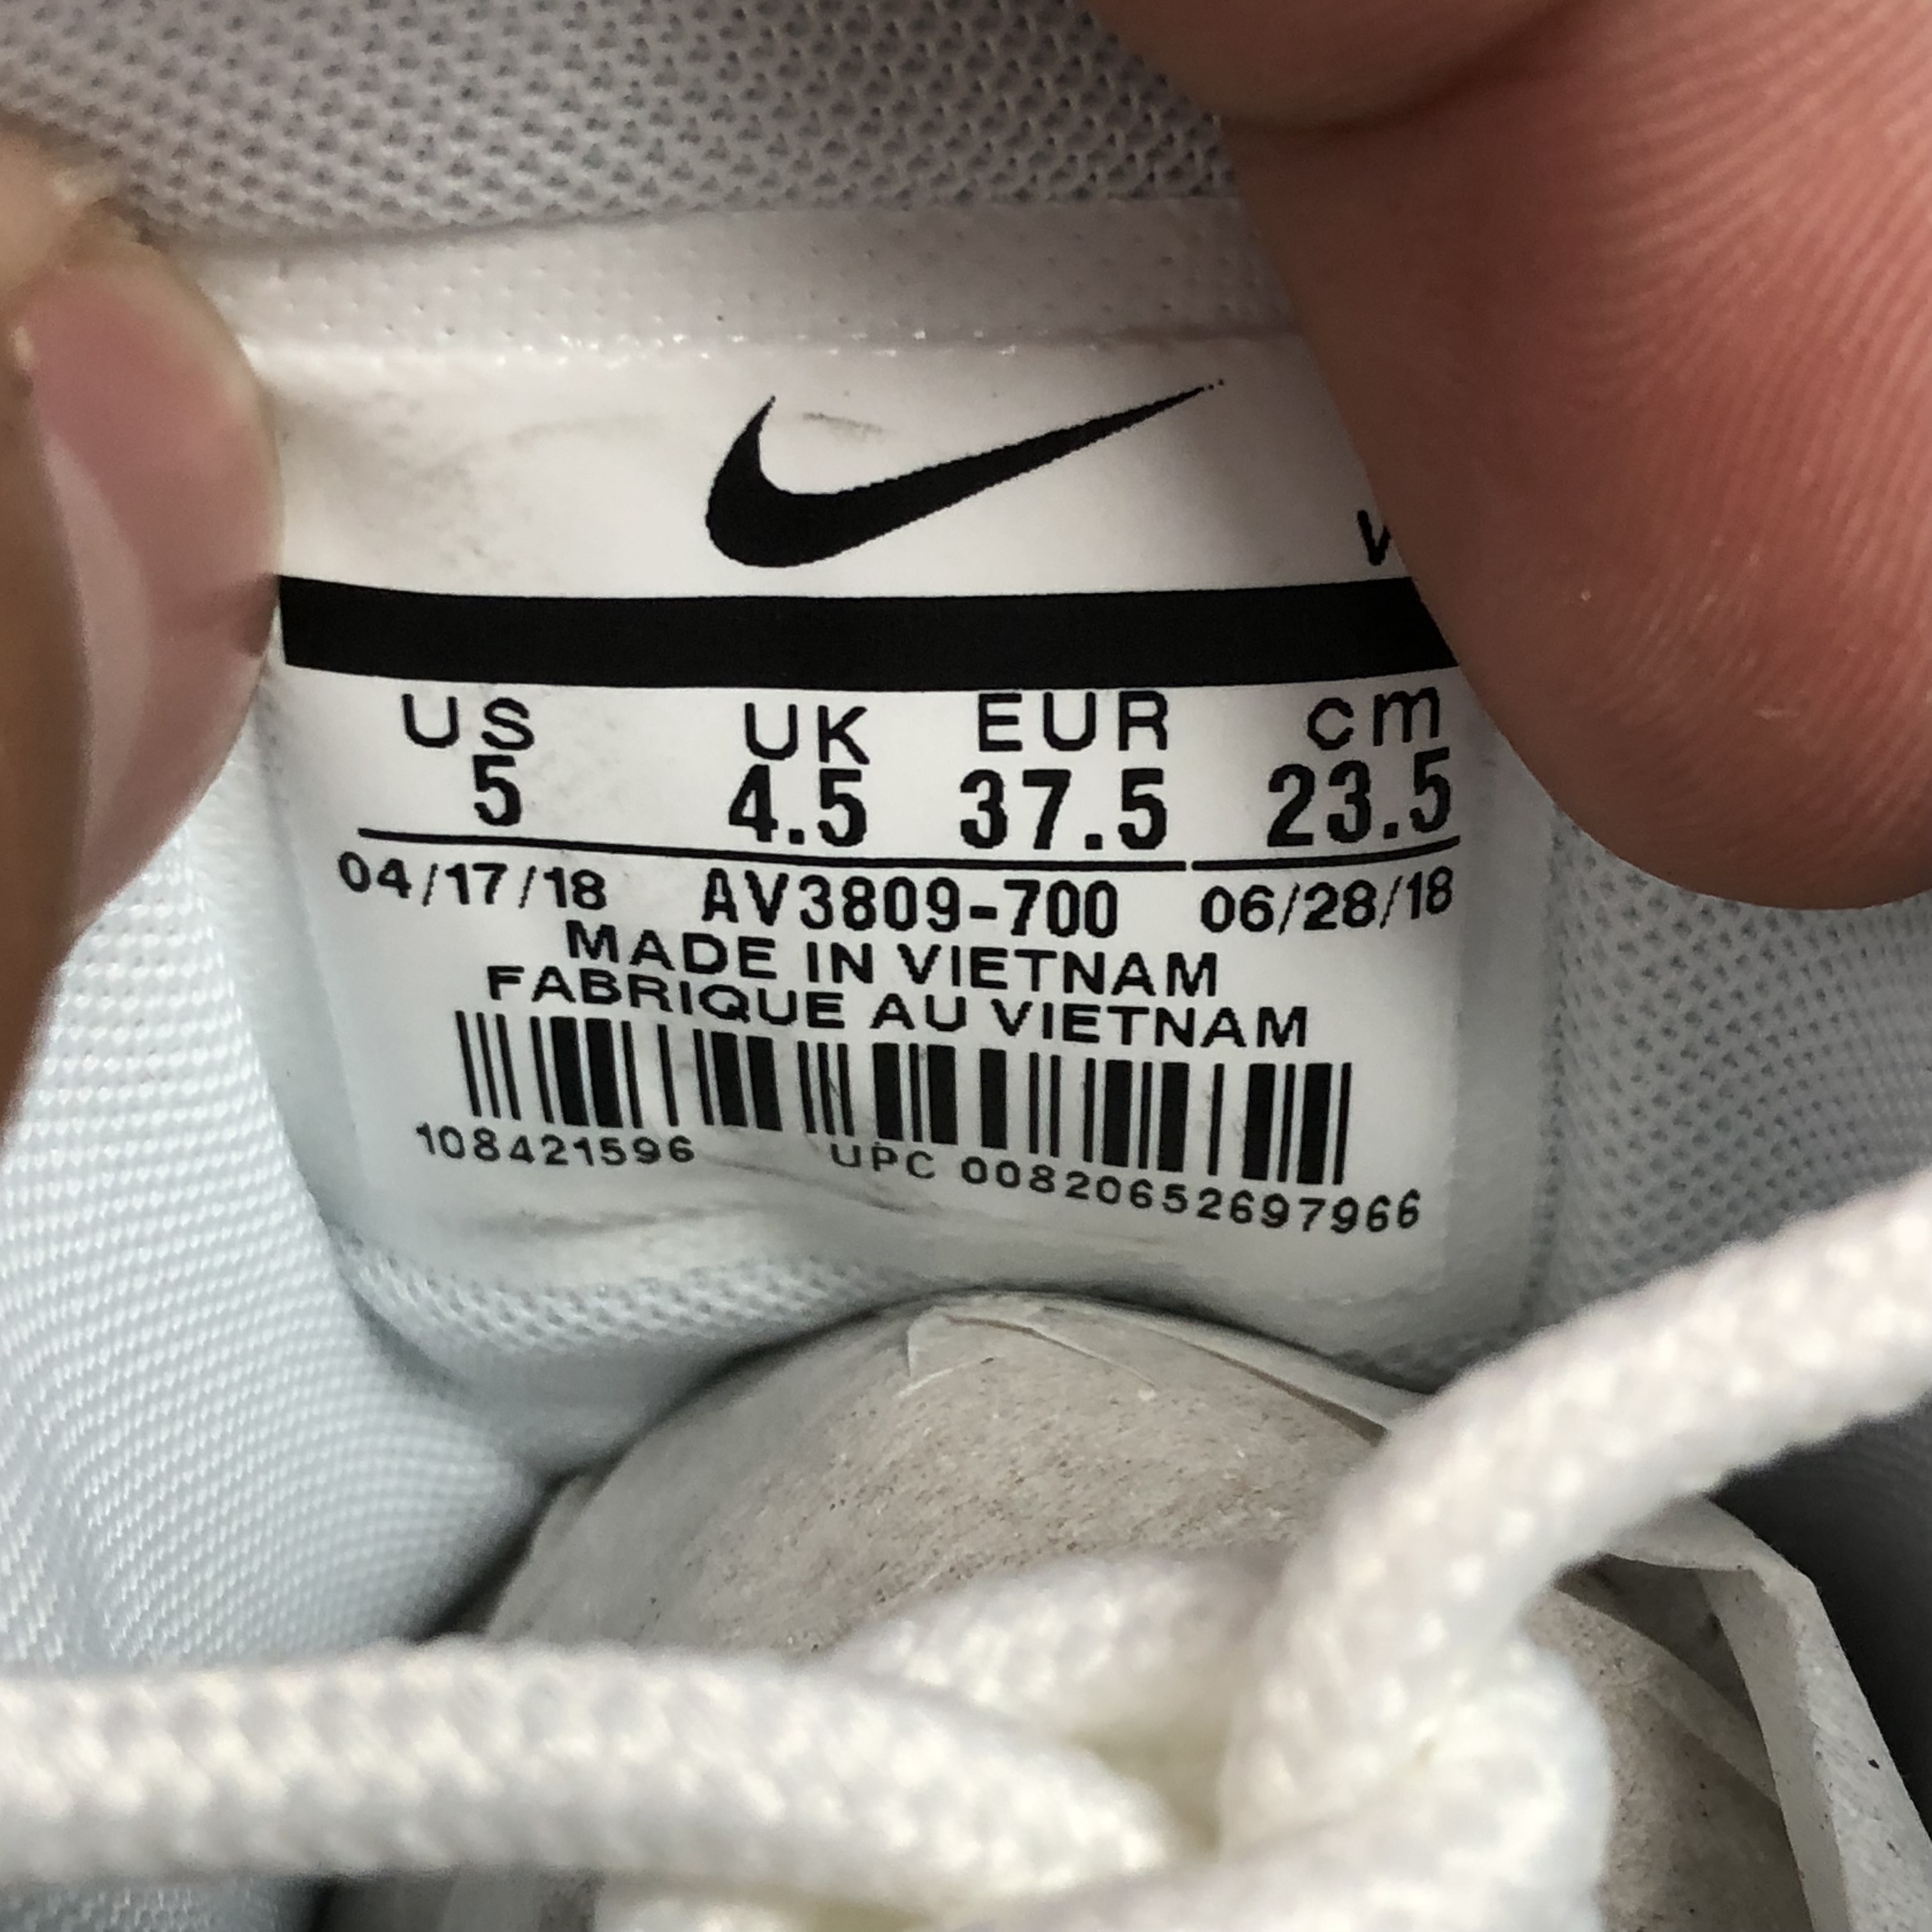 US UK EUR cm
5 4.5 37.5 23.5
04/17/18 AV3809-700 06/28/18
MADE IN VIETNAM
FABRIQUE AU VIETNAM
108421596 UPC 00820652697966